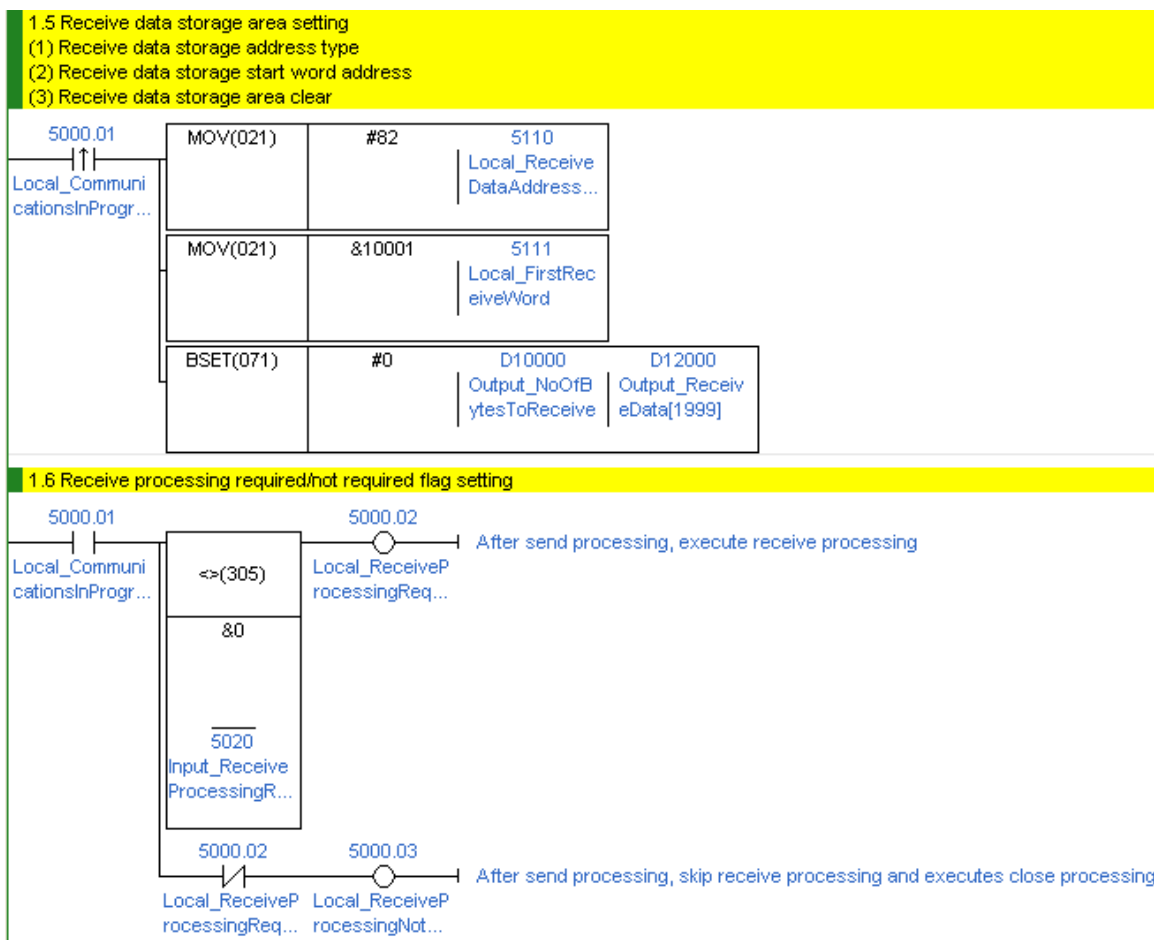 1.5 Receive data storage area setting
(1) Receive data storage address type
(2) Receive data storage start word address
(3) Receive data storage area clear
5000.01
Local_Communi
cationsInProgr...
MOV(021) #82 5110
Local_Receive
DataAddress...
MOV(021) &10001 5111
Local_FirstRec
eiveWord
BSET(071) #0 D10000 D12000
Output_NoOfB Output_Receiv
ytesToReceive eData[1999]
1.6 Receive processing required/not required flag setting
5000.01 5000.02
After send processing, execute receive processing
Local_Communi <>(305) Local_ReceiveP
cationsInProgr... rocessingReq...
&0
5020
Input_Receive
ProcessingR...
5000.02 5000.03
After send processing, skip receive processing and executes close processing
Local_ReceiveP Local_ReceiveP
rocessingReq... rocessingNot...